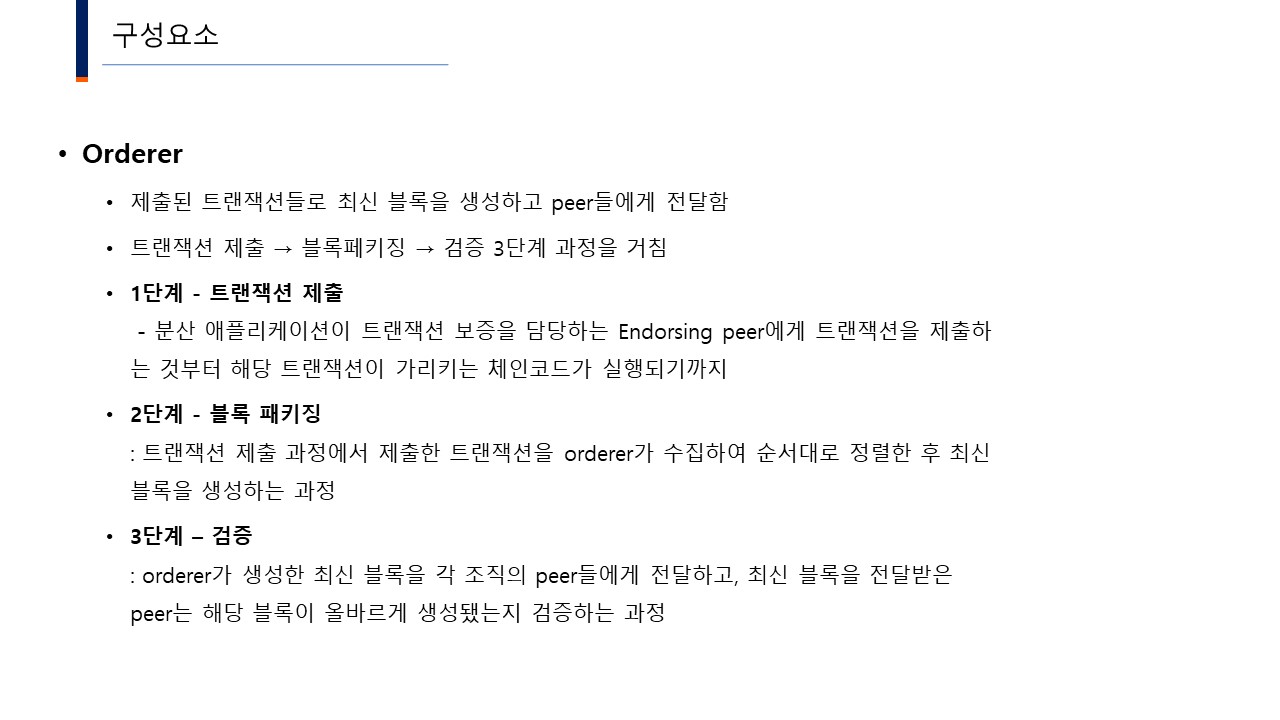 구성요소
• Orderer
• 제출된 트랜잭션들로 최신 블록을 생성하고 peer들에게 전달함
• 트랜잭션 제출 → 블록페키징 → 검증 3단계 과정을 거침
• 1단계 - 트랜잭션 제출
- 분산 애플리케이션이 트랜잭션 보증을 담당하는 Endorsing peer에게 트랜잭션을 제출하
는 것부터 해당 트랜잭션이 가리키는 체인코드가 실행되기까지
• 2단계 - 블록 패키징
: 트랜잭션 제출 과정에서 제출한 트랜잭션을 orderer가 수집하여 순서대로 정렬한 후 최신
블록을 생성하는 과정
• 3단계 – 검증
: orderer가 생성한 최신 블록을 각 조직의 peer들에게 전달하고, 최신 블록을 전달받은
peer는 해당 블록이 올바르게 생성됐는지 검증하는 과정